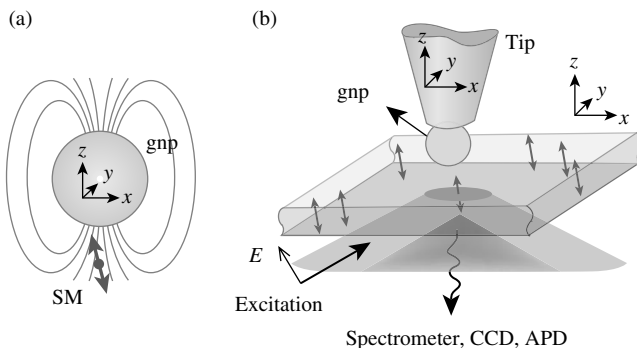 (a)
gnp
z
y
x
SM
(b)
Tip
z
y
x
gnp
z
y
x
E
Excitation
Spectrometer, CCD, APD